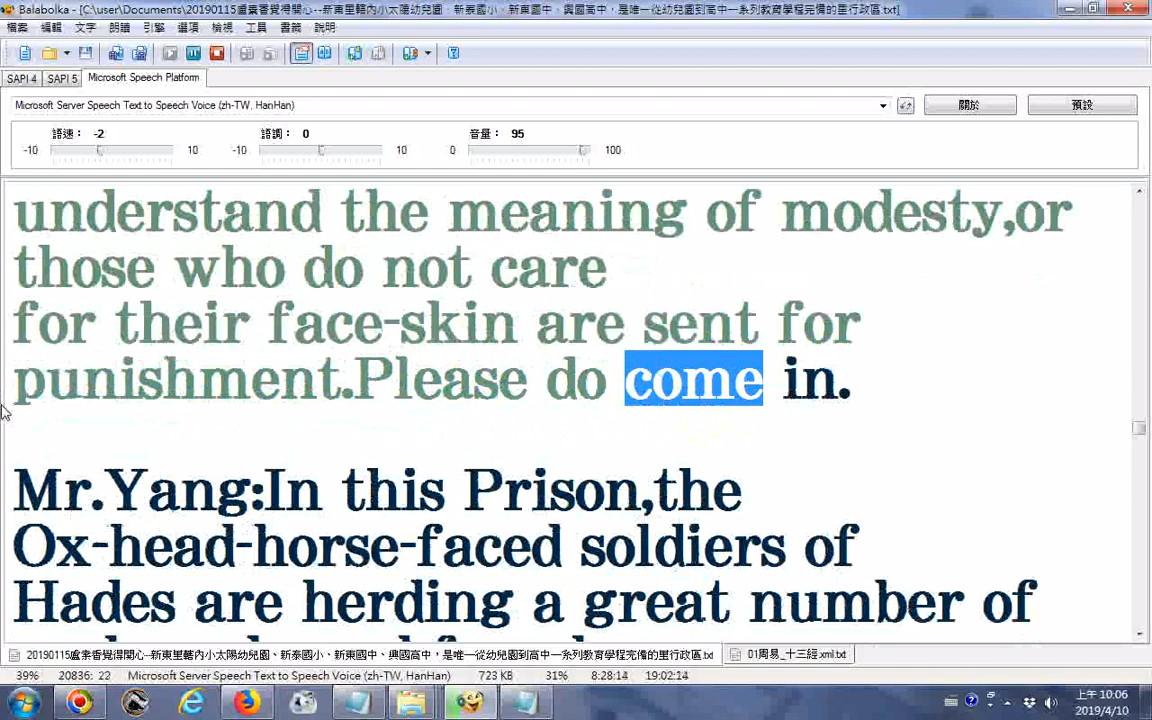 Balabolka - [C:\user\Documents\20190115盧素香覺得開心--新東里轄內小太陽幼兒園、新泰國小、新東國中、興國高中，是唯一從幼兒園到高中一系列教育學程完備的里行政區.txt]
檔案 編輯 文字 朗讀 引擎 選項 檢視 工具 書籤 說明
SAPI 4 SAPI 5 Microsoft Speech Platform
Microsoft Server Speech Text to Speech Voice (zh-TW, HanHan) 關於 預設
語速： -2 語調： 0 音量： 95
-10 10 -10 10 0 100
understand the meaning of modesty,or
those who do not care
for their face-skin are sent for
punishment.Please do come in.
Mr.Yang:In this Prison,the
Ox-head-horse-faced soldiers of
Hades are herding a great number of
20190115盧素香覺得開心--新東里轄內小太陽幼兒園、新泰國小、新東國中、興國高中，是唯一從幼兒園到高中一系列教育學程完備的里行政區.txt 01周易_十三經.xml.txt
39% 20836: 22 Microsoft Server Speech Text to Speech Voice (zh-TW, HanHan) 723 KB 31% 8:28:14 19:02:14
上午 10:06
2019/4/10